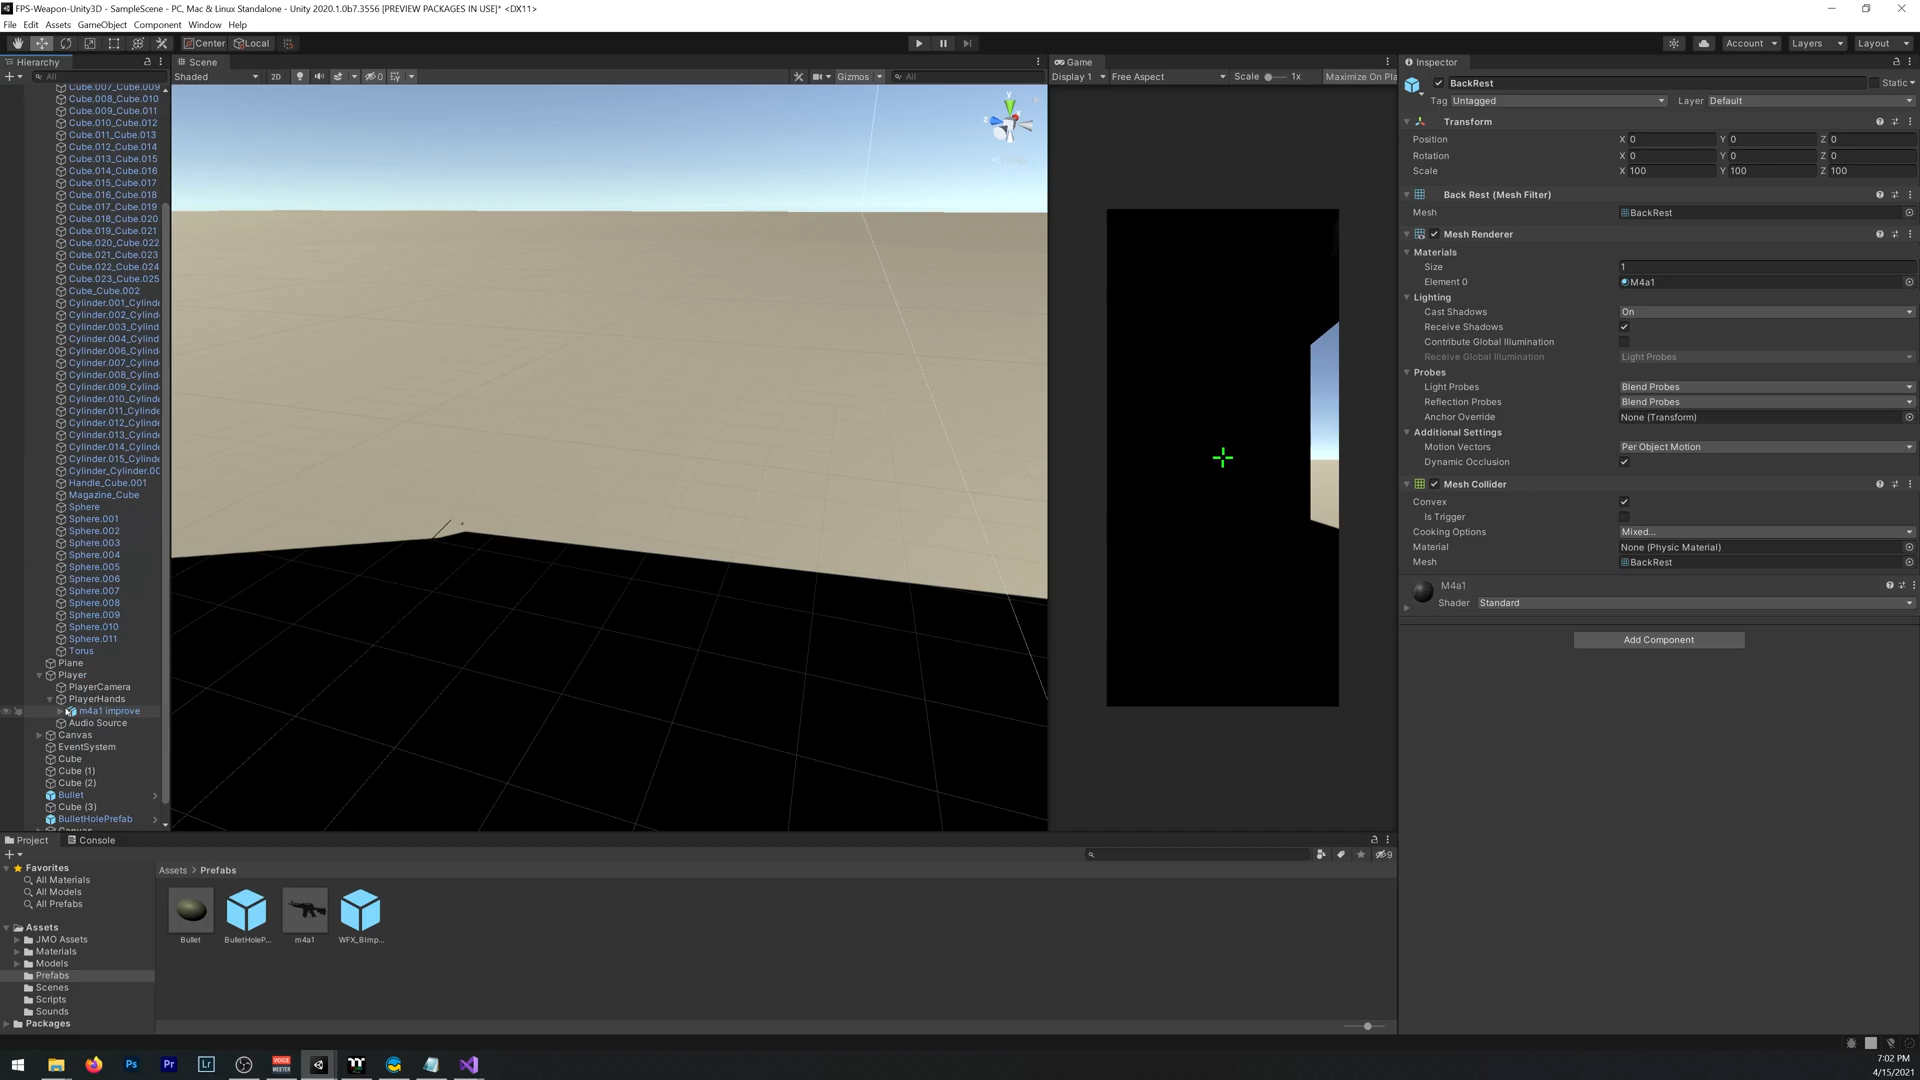 FPS-Weapon-Unity3D - SampleScene - PC, Mac & Linux Standalone - Unity 2020.1.0b7.3556 [PREVIEW PACKAGES IN USE]* <DX11>
File Edit Assets GameObject Component Window Help
Center Local Account Layers Layout
Hierarchy
All
Cube.007_Cube.009
Cube.008_Cube.010
Cube.009_Cube.011
Cube.010_Cube.012
Cube.011_Cube.013
Cube.012_Cube.014
Cube.013_Cube.015
Cube.014_Cube.016
Cube.015_Cube.017
Cube.016_Cube.018
Cube.017_Cube.019
Cube.018_Cube.020
Cube.019_Cube.021
Cube.020_Cube.022
Cube.021_Cube.023
Cube.022_Cube.024
Cube.023_Cube.025
Cube_Cube.002
Cylinder.001_Cylinde
Cylinder.002_Cylind
Cylinder.003_Cylind
Cylinder.004_Cylind
Cylinder.006_Cylind
Cylinder.007_Cylind
Cylinder.008_Cylind
Cylinder.009_Cylind
Cylinder.010_Cylind
Cylinder.011_Cylinde
Cylinder.012_Cylind
Cylinder.013_Cylind
Cylinder.014_Cylind
Cylinder.015_Cylind
Cylinder_Cylinder.00
Handle_Cube.001
Magazine_Cube
Sphere
Sphere.001
Sphere.002
Sphere.003
Sphere.004
Sphere.005
Sphere.006
Sphere.007
Sphere.008
Sphere.009
Sphere.010
Sphere.011
Torus
Plane
Player
PlayerCamera
PlayerHands
m4a1 improve
Audio Source
Canvas
EventSystem
Cube
Cube (1)
Cube (2)
Bullet
Cube (3)
BulletHolePrefab
Canvas
Scene
Shaded 2D 0 Gizmos All
y
z
Persp
Game
Display 1 Free Aspect Scale 1x Maximize On Pla
Inspector
BackRest Static
Tag Untagged Layer Default
Transform
Position X 0 Y 0 Z 0
Rotation X 0 Y 0 Z 0
Scale X 100 Y 100 Z 100
Back Rest (Mesh Filter)
Mesh BackRest
Mesh Renderer
Materials
Size 1
Element 0 M4a1
Lighting
Cast Shadows On
Receive Shadows
Contribute Global Illumination
Receive Global Illumination Light Probes
Probes
Light Probes Blend Probes
Reflection Probes Blend Probes
Anchor Override None (Transform)
Additional Settings
Motion Vectors Per Object Motion
Dynamic Occlusion
Mesh Collider
Convex
Is Trigger
Cooking Options Mixed...
Material None (Physic Material)
Mesh BackRest
M4a1
Shader Standard
Add Component
Project Console
9
Favorites
All Materials
All Models
All Prefabs
Assets
JMO Assets
Materials
Models
Prefabs
Scenes
Scripts
Sounds
Packages
Assets > Prefabs
Bullet BulletHoleP... m4a1 WFX_BImp...
Ps Pr Lr VOICE MEETER
7:02 PM
4/15/2021